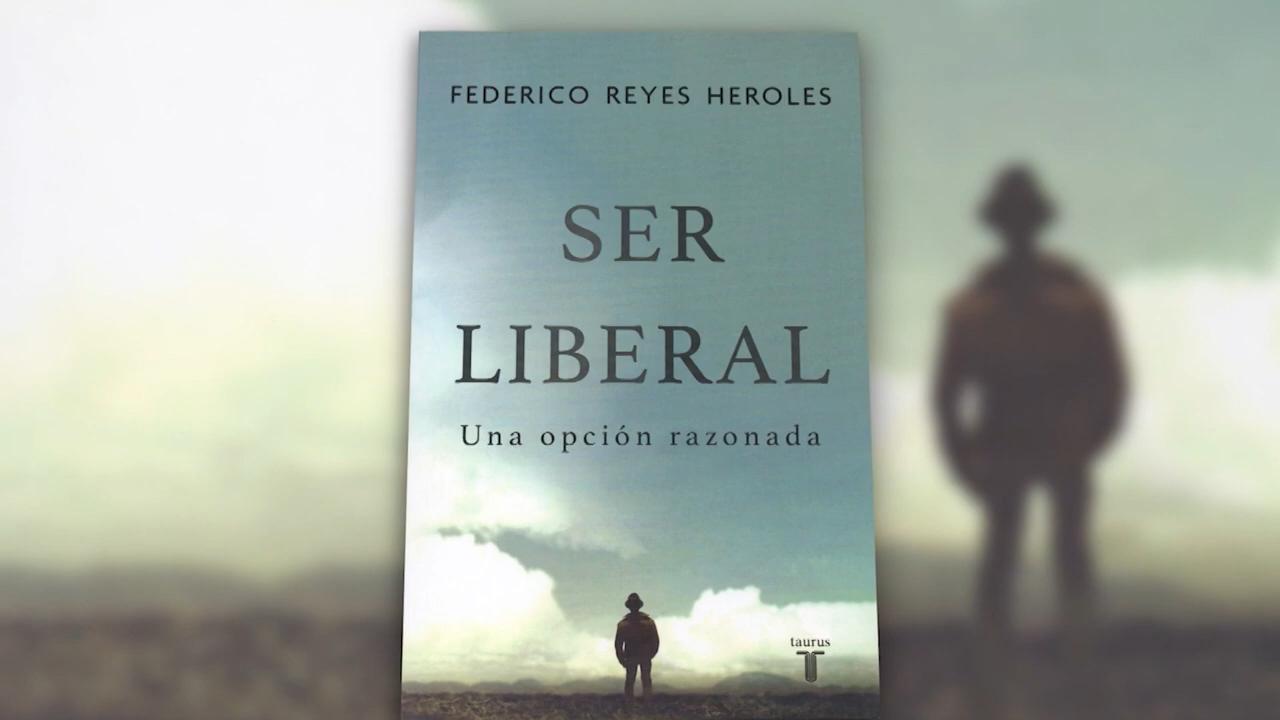 FEDERICO REYES HEROLES
SER
LIBERAL
Una opción razonada
taurus